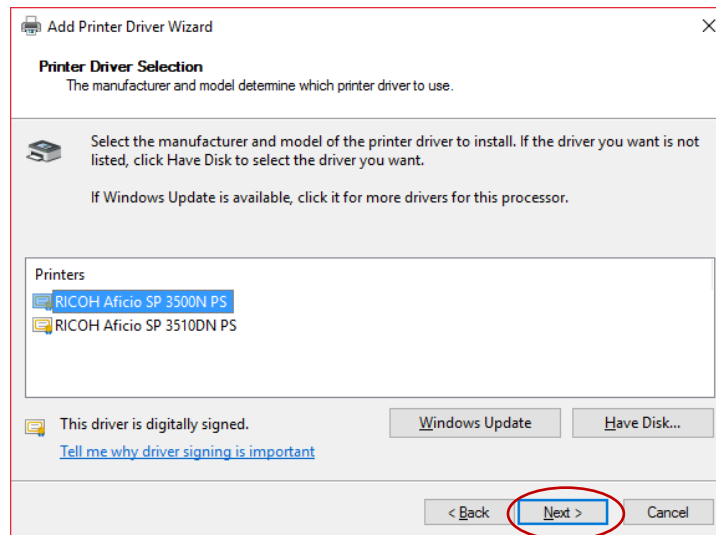 Add Printer Driver Wizard
Printer Driver Selection
The manufacturer and model determine which printer driver to use.
Select the manufacturer and model of the printer driver to install. If the driver you want is not
listed, click Have Disk to select the driver you want.
If Windows Update is available, click it for more drivers for this processor.
Printers
RICOH Aficio SP 3500N PS
RICOH Aficio SP 3510DN PS
This driver is digitally signed.
Windows Update
Have Disk...
Tell me why driver signing is important
< Back
Next >
Cancel